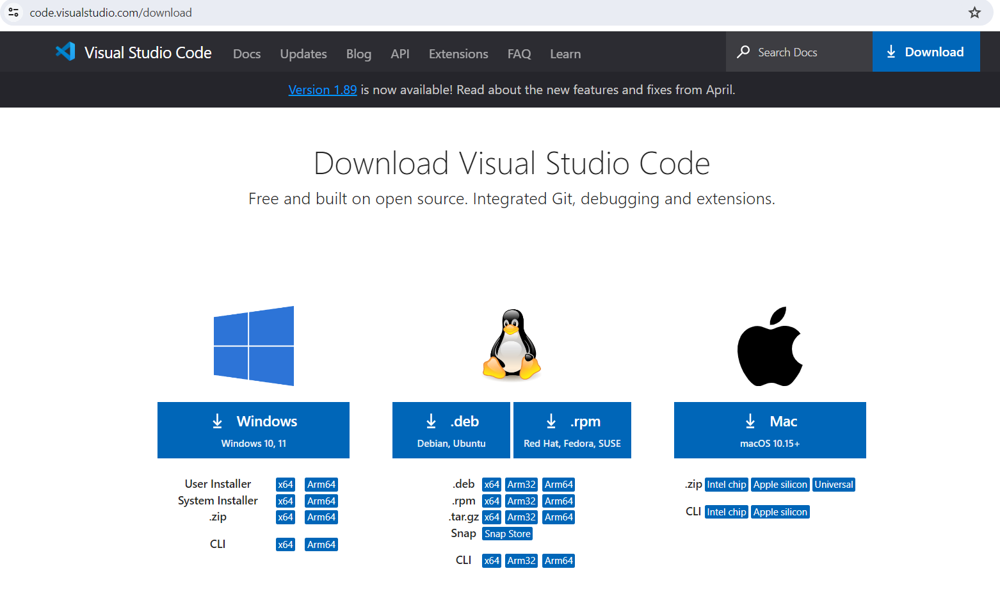 code.visualstudio.com/download
Visual Studio Code Docs Updates Blog API Extensions FAQ Learn Search Docs Download
Version 1.89 is now available! Read about the new features and fixes from April.
Download Visual Studio Code
Free and built on open source. Integrated Git, debugging and extensions.
Windows
Windows 10, 11
User Installer x64 Arm64
System Installer x64 Arm64
.zip x64 Arm64
CLI x64 Arm64
.deb
Debian, Ubuntu
.rpm
Red Hat, Fedora, SUSE
.deb x64 Arm32 Arm64
.rpm x64 Arm32 Arm64
.tar.gz x64 Arm32 Arm64
Snap Snap Store
CLI x64 Arm32 Arm64
Mac
macOS 10.15+
.zip Intel chip Apple silicon Universal
CLI Intel chip Apple silicon